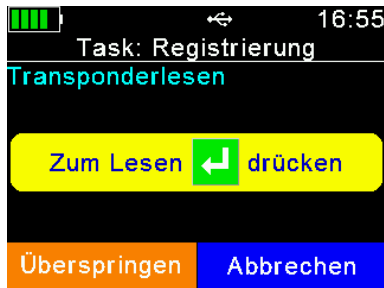 16:55
Task: Registrierung
Transponderlesen
Zum Lesen drücken
Überspringen Abbrechen